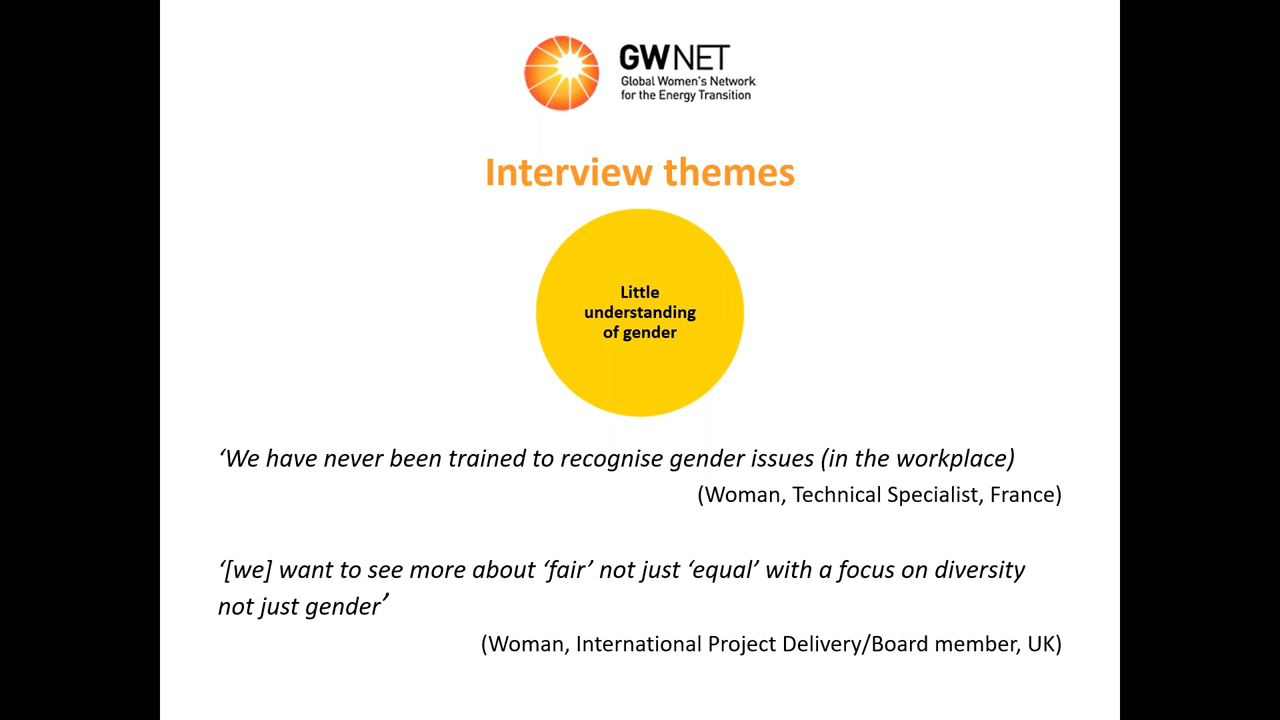 GWNET
Global Women's Network
for the Energy Transition
Interview themes
Little
understanding
of gender
‘We have never been trained to recognise gender issues (in the workplace)
(Woman, Technical Specialist, France)
‘[we] want to see more about ‘fair’ not just ‘equal’ with a focus on diversity
not just gender’
(Woman, International Project Delivery/Board member, UK)